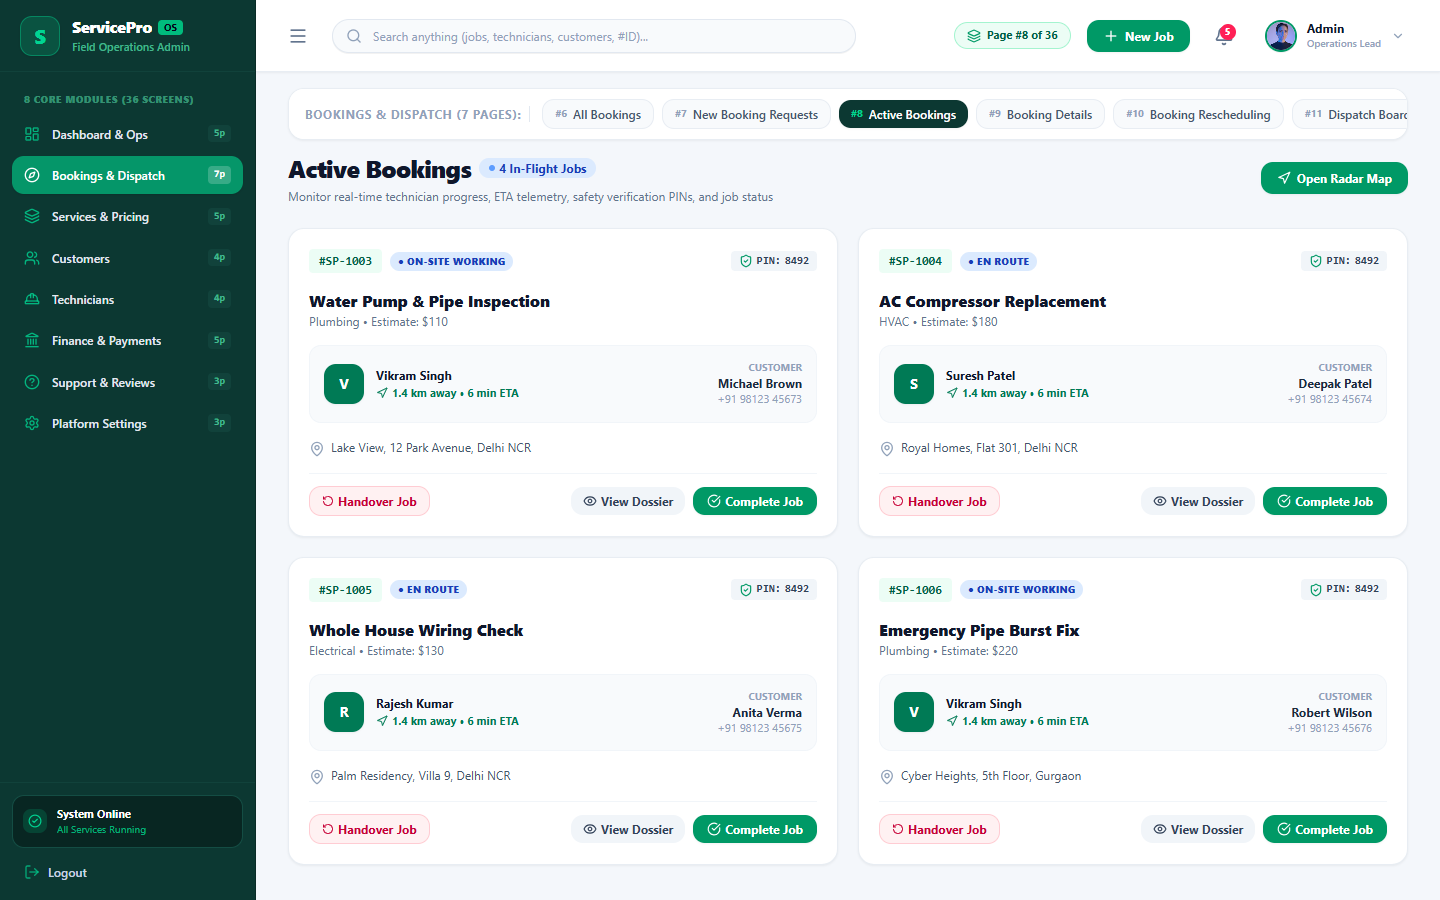 S
ServicePro OS
Field Operations Admin
8 CORE MODULES (36 SCREENS)
Dashboard & Ops 5p
Bookings & Dispatch 7p
Services & Pricing 5p
Customers 4p
Technicians 4p
Finance & Payments 5p
Support & Reviews 3p
Platform Settings 3p
System Online
All Services Running
Logout
Search anything (jobs, technicians, customers, #ID)...
Page #8 of 36
New Job
5
Admin
Operations Lead
BOOKINGS & DISPATCH (7 PAGES):
#6 All Bookings
#7 New Booking Requests
#8 Active Bookings
#9 Booking Details
#10 Booking Rescheduling
#11 Dispatch Board
Active Bookings
• 4 In-Flight Jobs
Monitor real-time technician progress, ETA telemetry, safety verification PINs, and job status
Open Radar Map
#SP-1003 • ON-SITE WORKING PIN: 8492
Water Pump & Pipe Inspection
Plumbing • Estimate: $110
V
Vikram Singh
1.4 km away • 6 min ETA
CUSTOMER
Michael Brown
+91 98123 45673
Lake View, 12 Park Avenue, Delhi NCR
Handover Job View Dossier Complete Job
#SP-1004 • EN ROUTE PIN: 8492
AC Compressor Replacement
HVAC • Estimate: $180
S
Suresh Patel
1.4 km away • 6 min ETA
CUSTOMER
Deepak Patel
+91 98123 45674
Royal Homes, Flat 301, Delhi NCR
Handover Job View Dossier Complete Job
#SP-1005 • EN ROUTE PIN: 8492
Whole House Wiring Check
Electrical • Estimate: $130
R
Rajesh Kumar
1.4 km away • 6 min ETA
CUSTOMER
Anita Verma
+91 98123 45675
Palm Residency, Villa 9, Delhi NCR
Handover Job View Dossier Complete Job
#SP-1006 • ON-SITE WORKING PIN: 8492
Emergency Pipe Burst Fix
Plumbing • Estimate: $220
V
Vikram Singh
1.4 km away • 6 min ETA
CUSTOMER
Robert Wilson
+91 98123 45676
Cyber Heights, 5th Floor, Gurgaon
Handover Job View Dossier Complete Job